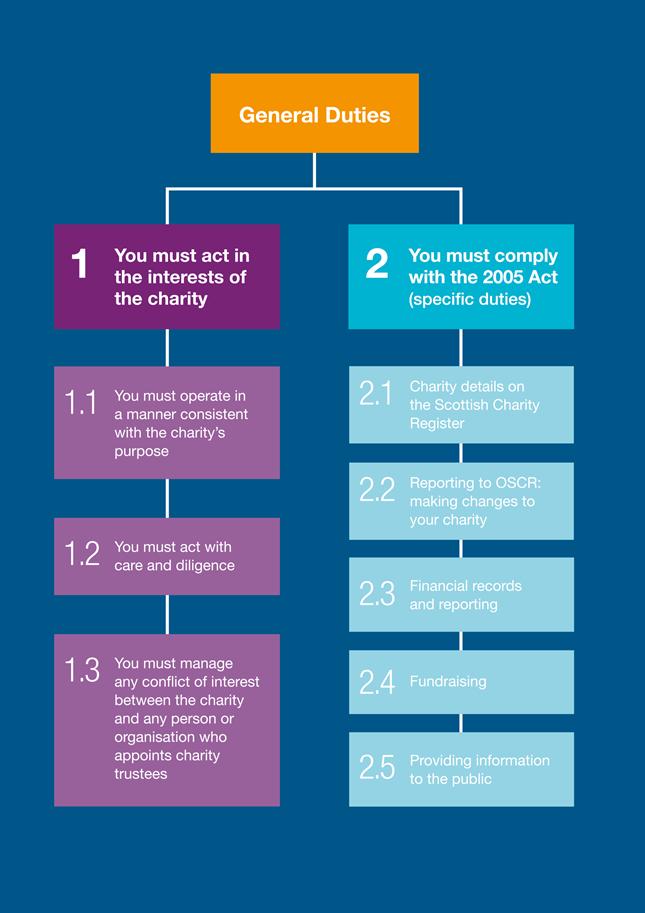 General Duties
1
You must act in
the interests of
the charity
1.1
You must operate in
a manner consistent
with the charity's
purpose
1.2
You must act with
care and diligence
1.3
You must manage
any conflict of interest
between the charity
and any person or
organisation who
appoints charity
trustees
2
You must comply
with the 2005 Act
(specific duties)
2.1
Charity details on
the Scottish Charity
Register
2.2
Reporting to OSCR:
making changes to
your charity
2.3
Financial records
and reporting
2.4
Fundraising
2.5
Providing information
to the public